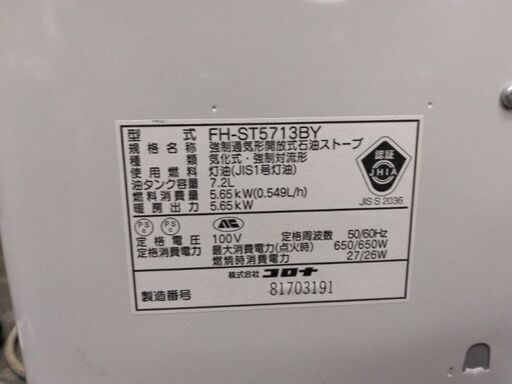 型式 FH-ST5713BY
規格名称 強制通気形開放式石油ストーブ
種類 気化式・強制対流形
使用燃料 灯油(JIS1号灯油)
油タンク容量 7.2L
燃料消費量 5.65kW(0.549L/h)
暖房出力 5.65kW
認証
JHIA
JIS S 2036
定格電圧 100V 定格周波数 50/60Hz
定格消費電力 最大消費電力(点火時) 650/650W
燃焼時消費電力 27/26W
株式会社コロナ
製造番号 81703191